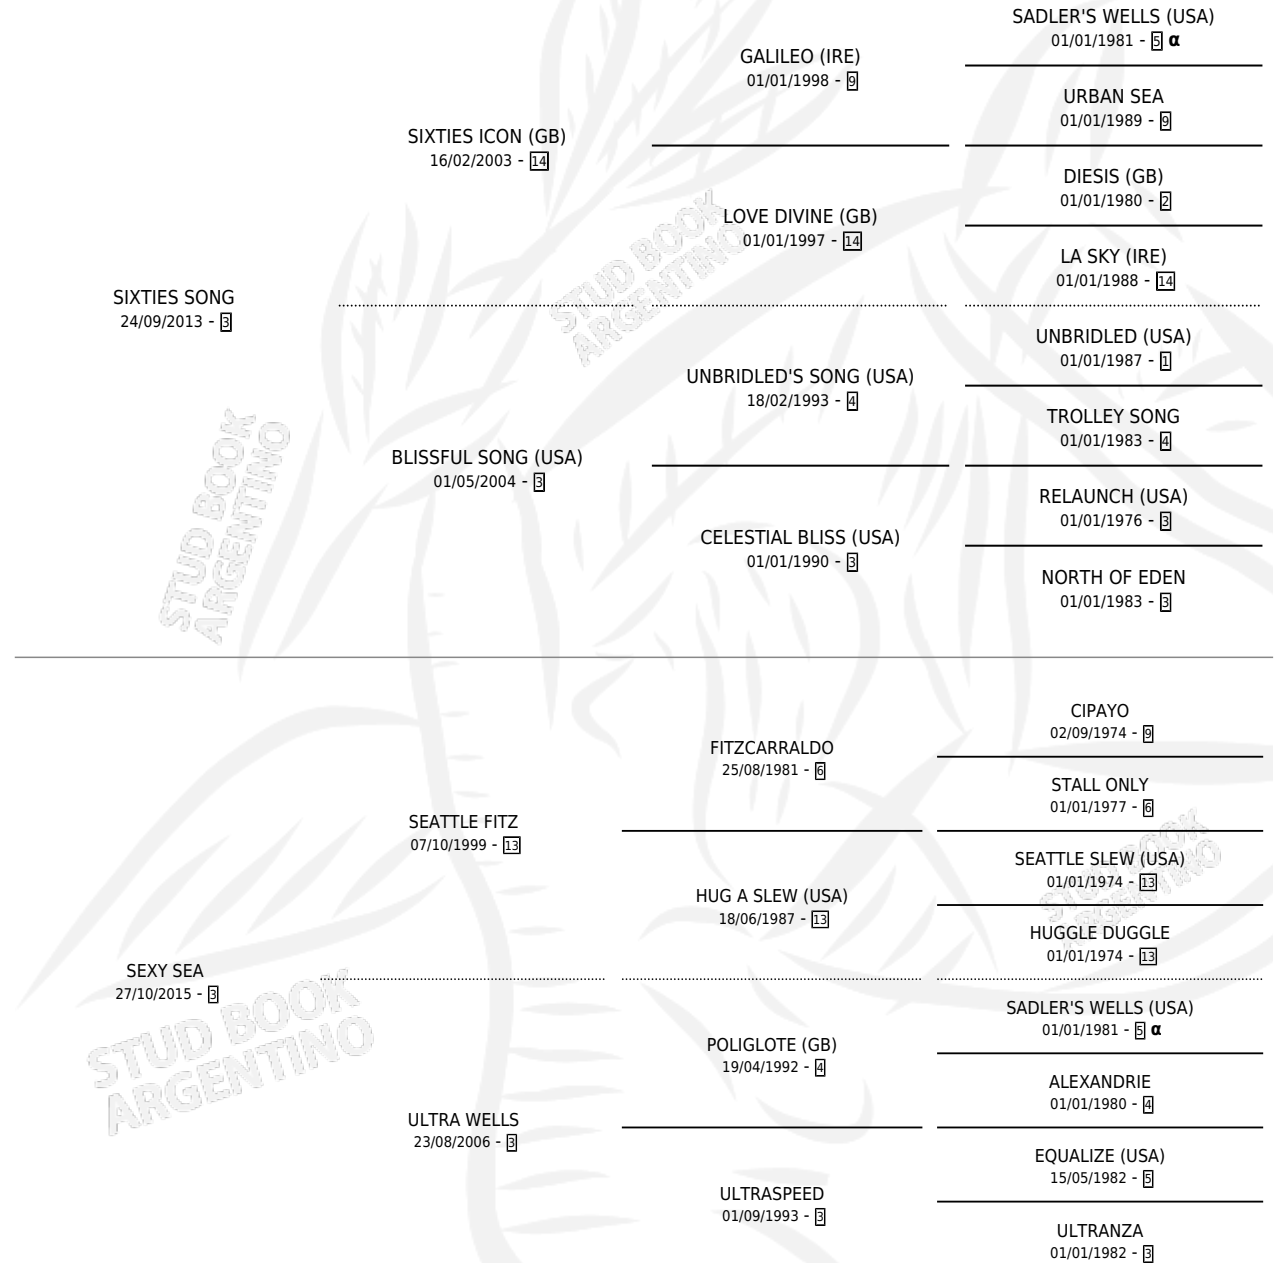 SADLER'S WELLS (USA)
01/01/1981 - 5 α
GALILEO (IRE)
01/01/1998 - 9
URBAN SEA
01/01/1989 - 9
SIXTIES ICON (GB)
16/02/2003 - 14
DIESIS (GB)
01/01/1980 - 2
LOVE DIVINE (GB)
01/01/1997 - 14
LA SKY (IRE)
01/01/1988 - 14
SIXTIES SONG
24/09/2013 - 3
UNBRIDLED (USA)
01/01/1987 - 1
UNBRIDLED'S SONG (USA)
18/02/1993 - 4
TROLLEY SONG
01/01/1983 - 4
BLISSFUL SONG (USA)
01/05/2004 - 3
RELAUNCH (USA)
01/01/1976 - 3
CELESTIAL BLISS (USA)
01/01/1990 - 3
NORTH OF EDEN
01/01/1983 - 3
CIPAYO
02/09/1974 - 9
FITZCARRALDO
25/08/1981 - 6
STALL ONLY
01/01/1977 - 6
SEATTLE FITZ
07/10/1999 - 13
SEATTLE SLEW (USA)
01/01/1974 - 13
HUG A SLEW (USA)
18/06/1987 - 13
HUGGLE DUGGLE
01/01/1974 - 13
SEXY SEA
27/10/2015 - 3
SADLER'S WELLS (USA)
01/01/1981 - 5 α
POLIGLOTE (GB)
19/04/1992 - 4
ALEXANDRIE
01/01/1980 - 4
ULTRA WELLS
23/08/2006 - 3
EQUALIZE (USA)
15/05/1982 - 5
ULTRASPEED
01/09/1993 - 3
ULTRANZA
01/01/1982 - 3
STUD BOOK
ARGENTINO
STUD BOOK
ARGENTINO
STUD BOOK
ARGENTINO
STUD BOOK
ARGENTINO